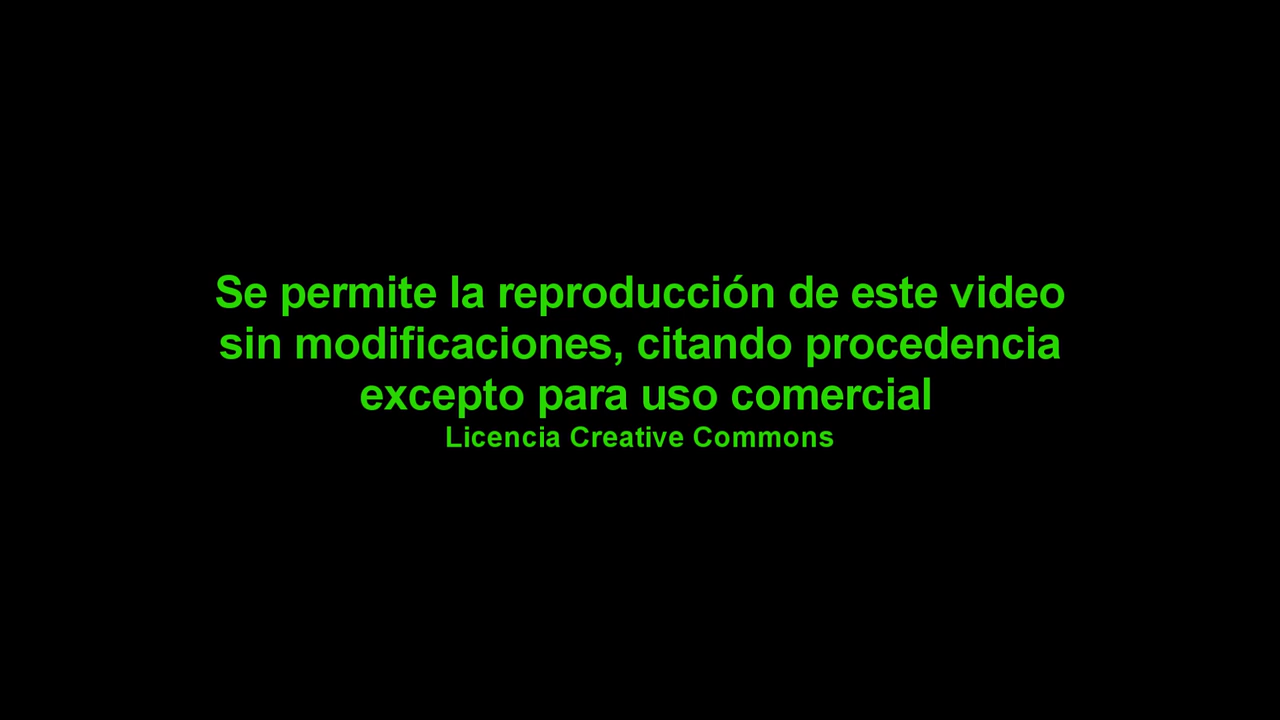 Se permite la reproducción de este video
sin modificaciones, citando procedencia
excepto para uso comercial
Licencia Creative Commons